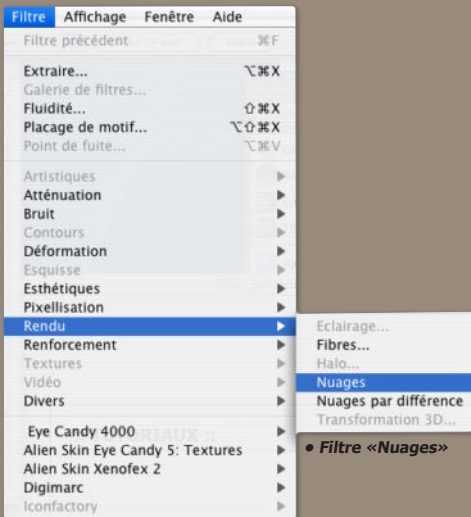 Filtre Affichage Fenêtre Aide
Filtre précédent ⌘F
Extraire... ⌥⌘X
Galerie de filtres...
Fluidité... ⇧⌘X
Placage de motif... ⌥⇧⌘X
Point de fuite... ⌥⌘V
Artistiques
Atténuation
Bruit
Contours
Déformation
Esquisse
Esthétiques
Pixellisation
Rendu
Renforcement
Textures
Vidéo
Divers
Eye Candy 4000
Alien Skin Eye Candy 5: Textures
Alien Skin Xenofex 2
Digimarc
Iconfactory
Eclairage...
Fibres...
Halo...
Nuages
Nuages par différence
Transformation 3D...
• Filtre «Nuages»